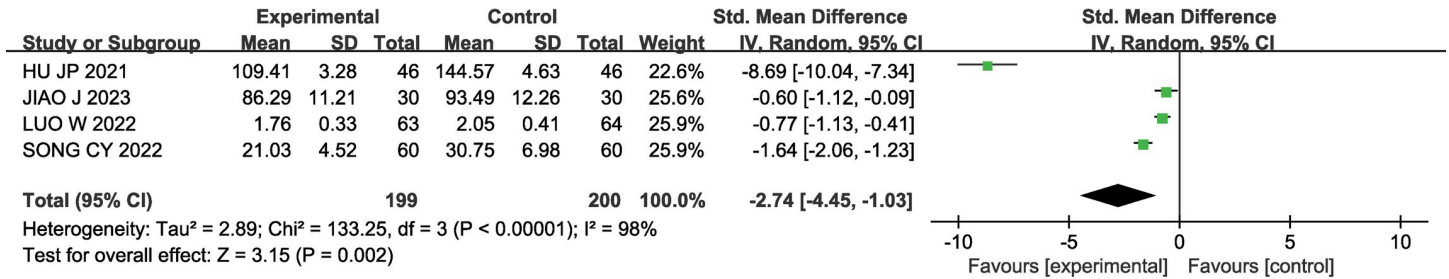 Experimental Control Std. Mean Difference Std. Mean Difference
Study or Subgroup Mean SD Total Mean SD Total Weight IV, Random, 95% CI IV, Random, 95% CI
HU JP 2021 109.41 3.28 46 144.57 4.63 46 22.6% -8.69 [-10.04, -7.34]
JIAO J 2023 86.29 11.21 30 93.49 12.26 30 25.6% -0.60 [-1.12, -0.09]
LUO W 2022 1.76 0.33 63 2.05 0.41 64 25.9% -0.77 [-1.13, -0.41]
SONG CY 2022 21.03 4.52 60 30.75 6.98 60 25.9% -1.64 [-2.06, -1.23]
Total (95% CI) 199 200 100.0% -2.74 [-4.45, -1.03]
Heterogeneity: Tau² = 2.89; Chi² = 133.25, df = 3 (P < 0.00001); I² = 98%
Test for overall effect: Z = 3.15 (P = 0.002)
-10 -5 0 5 10
Favours [experimental] Favours [control]